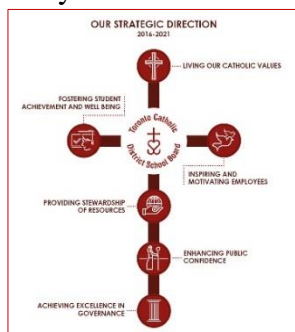 OUR STRATEGIC DIRECTION
2016-2021
LIVING OUR CATHOLIC VALUES
FOSTERING STUDENT
ACHIEVEMENT AND WELL BEING
Toronto Catholic
District School Board
INSPIRING AND
MOTIVATING EMPLOYEES
PROVIDING STEWARDSHIP
OF RESOURCES
ENHANCING PUBLIC
CONFIDENCE
ACHIEVING EXCELLENCE IN
GOVERNANCE